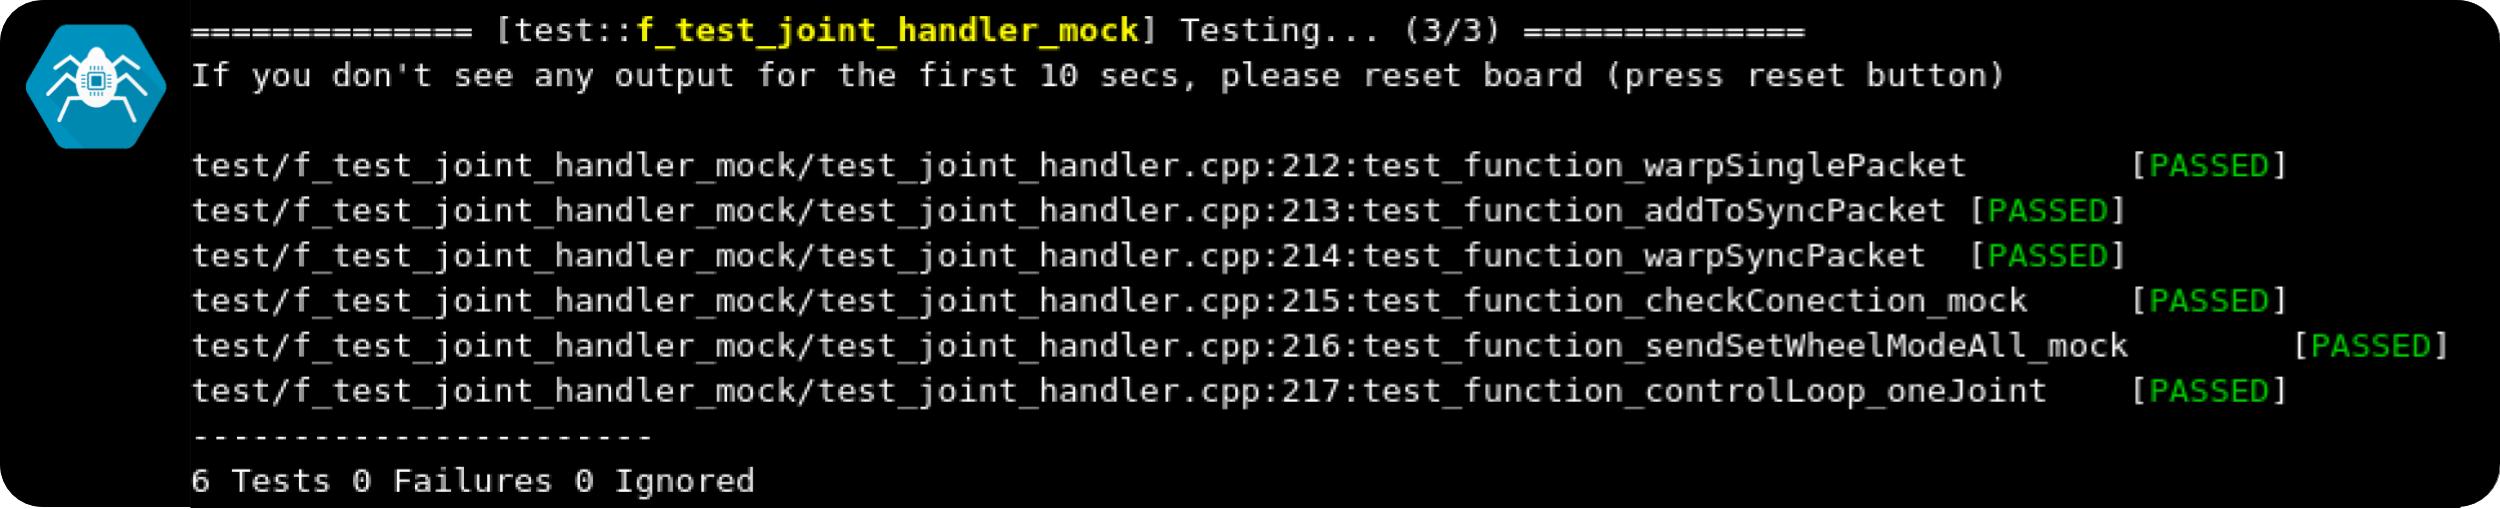 ============== [test::f_test_joint_handler_mock] Testing... (3/3) ==============
If you don't see any output for the first 10 secs, please reset board (press reset button)
test/f_test_joint_handler_mock/test_joint_handler.cpp:212:test_function_warpSinglePacket [PASSED]
test/f_test_joint_handler_mock/test_joint_handler.cpp:213:test_function_addToSyncPacket [PASSED]
test/f_test_joint_handler_mock/test_joint_handler.cpp:214:test_function_warpSyncPacket [PASSED]
test/f_test_joint_handler_mock/test_joint_handler.cpp:215:test_function_checkConection_mock [PASSED]
test/f_test_joint_handler_mock/test_joint_handler.cpp:216:test_function_sendSetWheelModeAll_mock [PASSED]
test/f_test_joint_handler_mock/test_joint_handler.cpp:217:test_function_controlLoop_oneJoint [PASSED]
-----------------------
6 Tests 0 Failures 0 Ignored